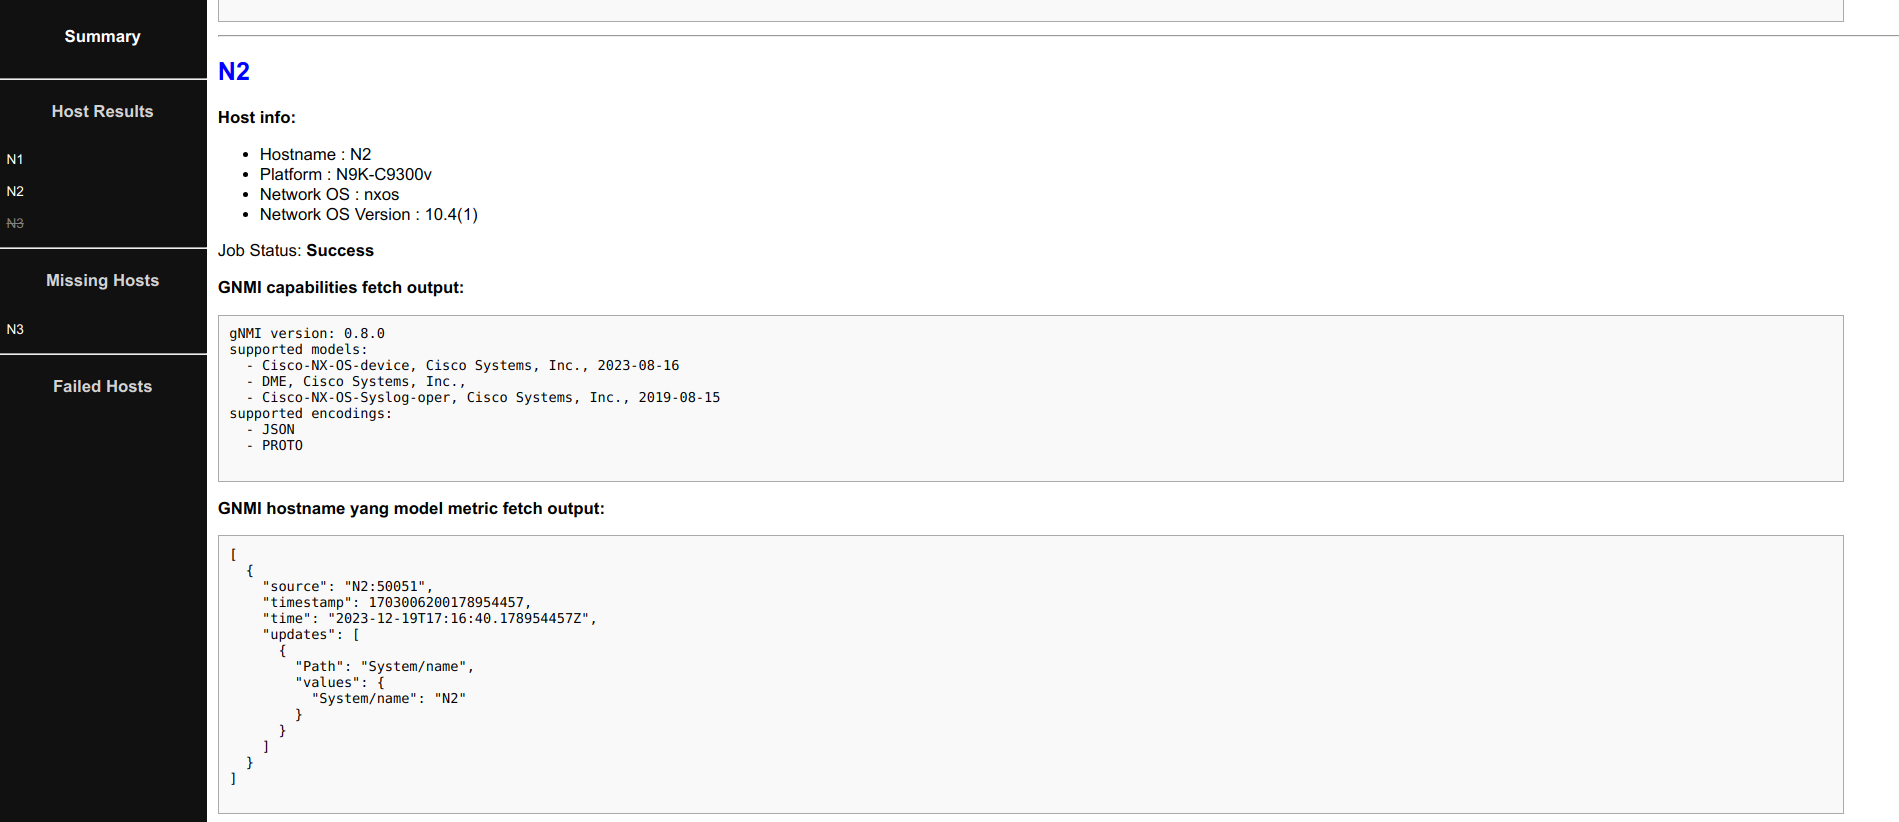 Summary
Host Results
N1
N2
N3
Missing Hosts
N3
Failed Hosts
N2
Host info:
• Hostname : N2
• Platform : N9K-C9300v
• Network OS : nxos
• Network OS Version : 10.4(1)
Job Status: Success
GNMI capabilities fetch output:
gNMI version: 0.8.0
supported models:
  - Cisco-NX-OS-device, Cisco Systems, Inc., 2023-08-16
  - DME, Cisco Systems, Inc.,
  - Cisco-NX-OS-Syslog-oper, Cisco Systems, Inc., 2019-08-15
supported encodings:
  - JSON
  - PROTO
GNMI hostname yang model metric fetch output:
[
  {
    "source": "N2:50051",
    "timestamp": 1703006200178954457,
    "time": "2023-12-19T17:16:40.178954457Z",
    "updates": [
      {
        "Path": "System/name",
        "values": {
          "System/name": "N2"
        }
      }
    ]
  }
]